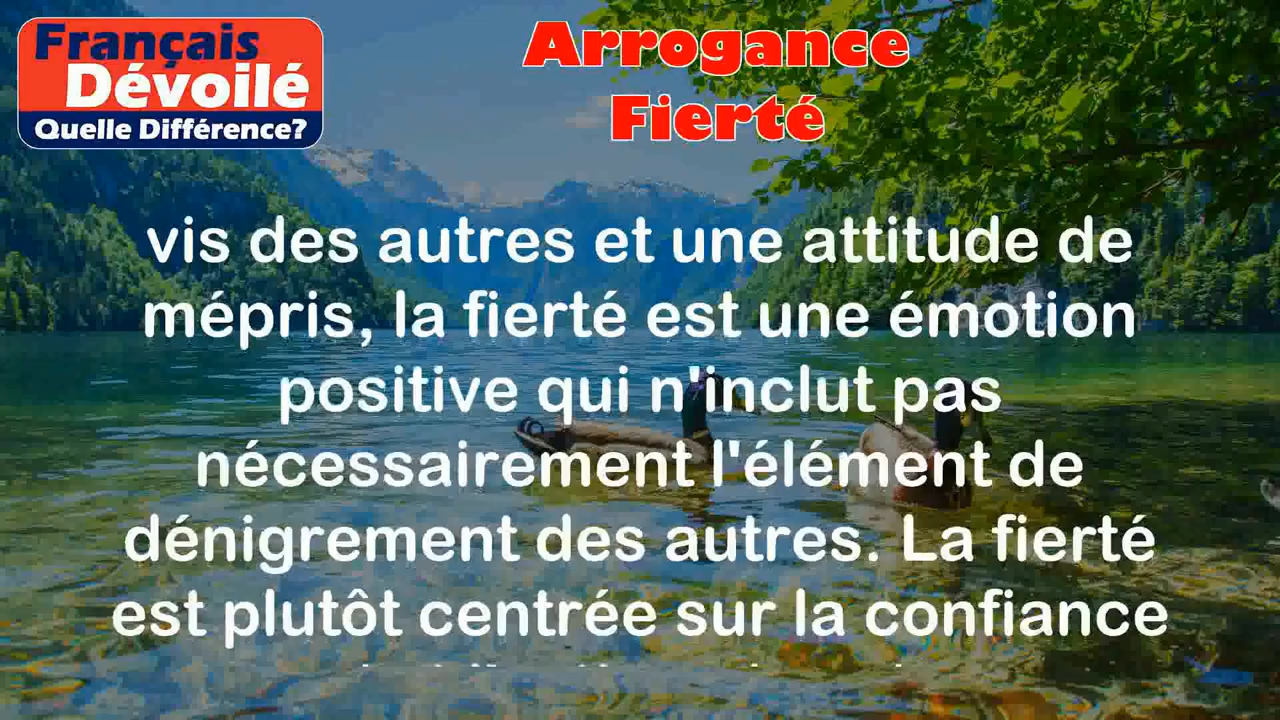 Français
Dévoilé
Quelle Différence?
Arrogance
Fierté
vis des autres et une attitude de
mépris, la fierté est une émotion
positive qui n'inclut pas
nécessairement l'élément de
dénigrement des autres. La fierté
est plutôt centrée sur la confiance